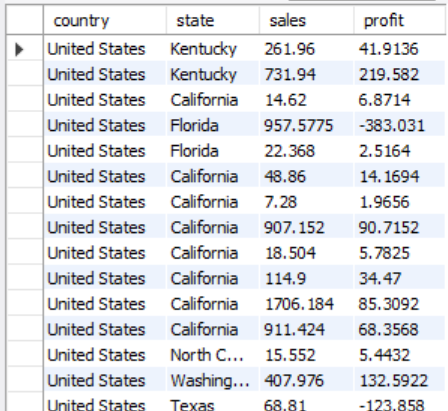 country state sales profit
United States Kentucky 261.96 41.9136
United States Kentucky 731.94 219.582
United States California 14.62 6.8714
United States Florida 957.5775 -383.031
United States Florida 22.368 2.5164
United States California 48.86 14.1694
United States California 7.28 1.9656
United States California 907.152 90.7152
United States California 18.504 5.7825
United States California 114.9 34.47
United States California 1706.184 85.3092
United States California 911.424 68.3568
United States North C... 15.552 5.4432
United States Washing... 407.976 132.5922
United States Texas 68.81 -123.858